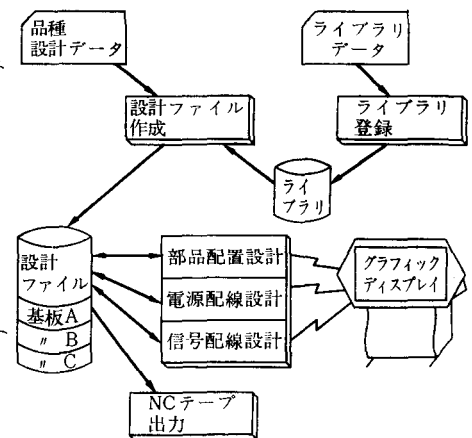 品種
設計データ
ライブラリ
データ
設計ファイル
作成
ライブラリ
登録
ライ
ブラリ
設計
ファイル
基板A
〃 B
〃 C
部品配置設計
電源配線設計
信号配線設計
グラフィック
ディスプレイ
NCテープ
出力